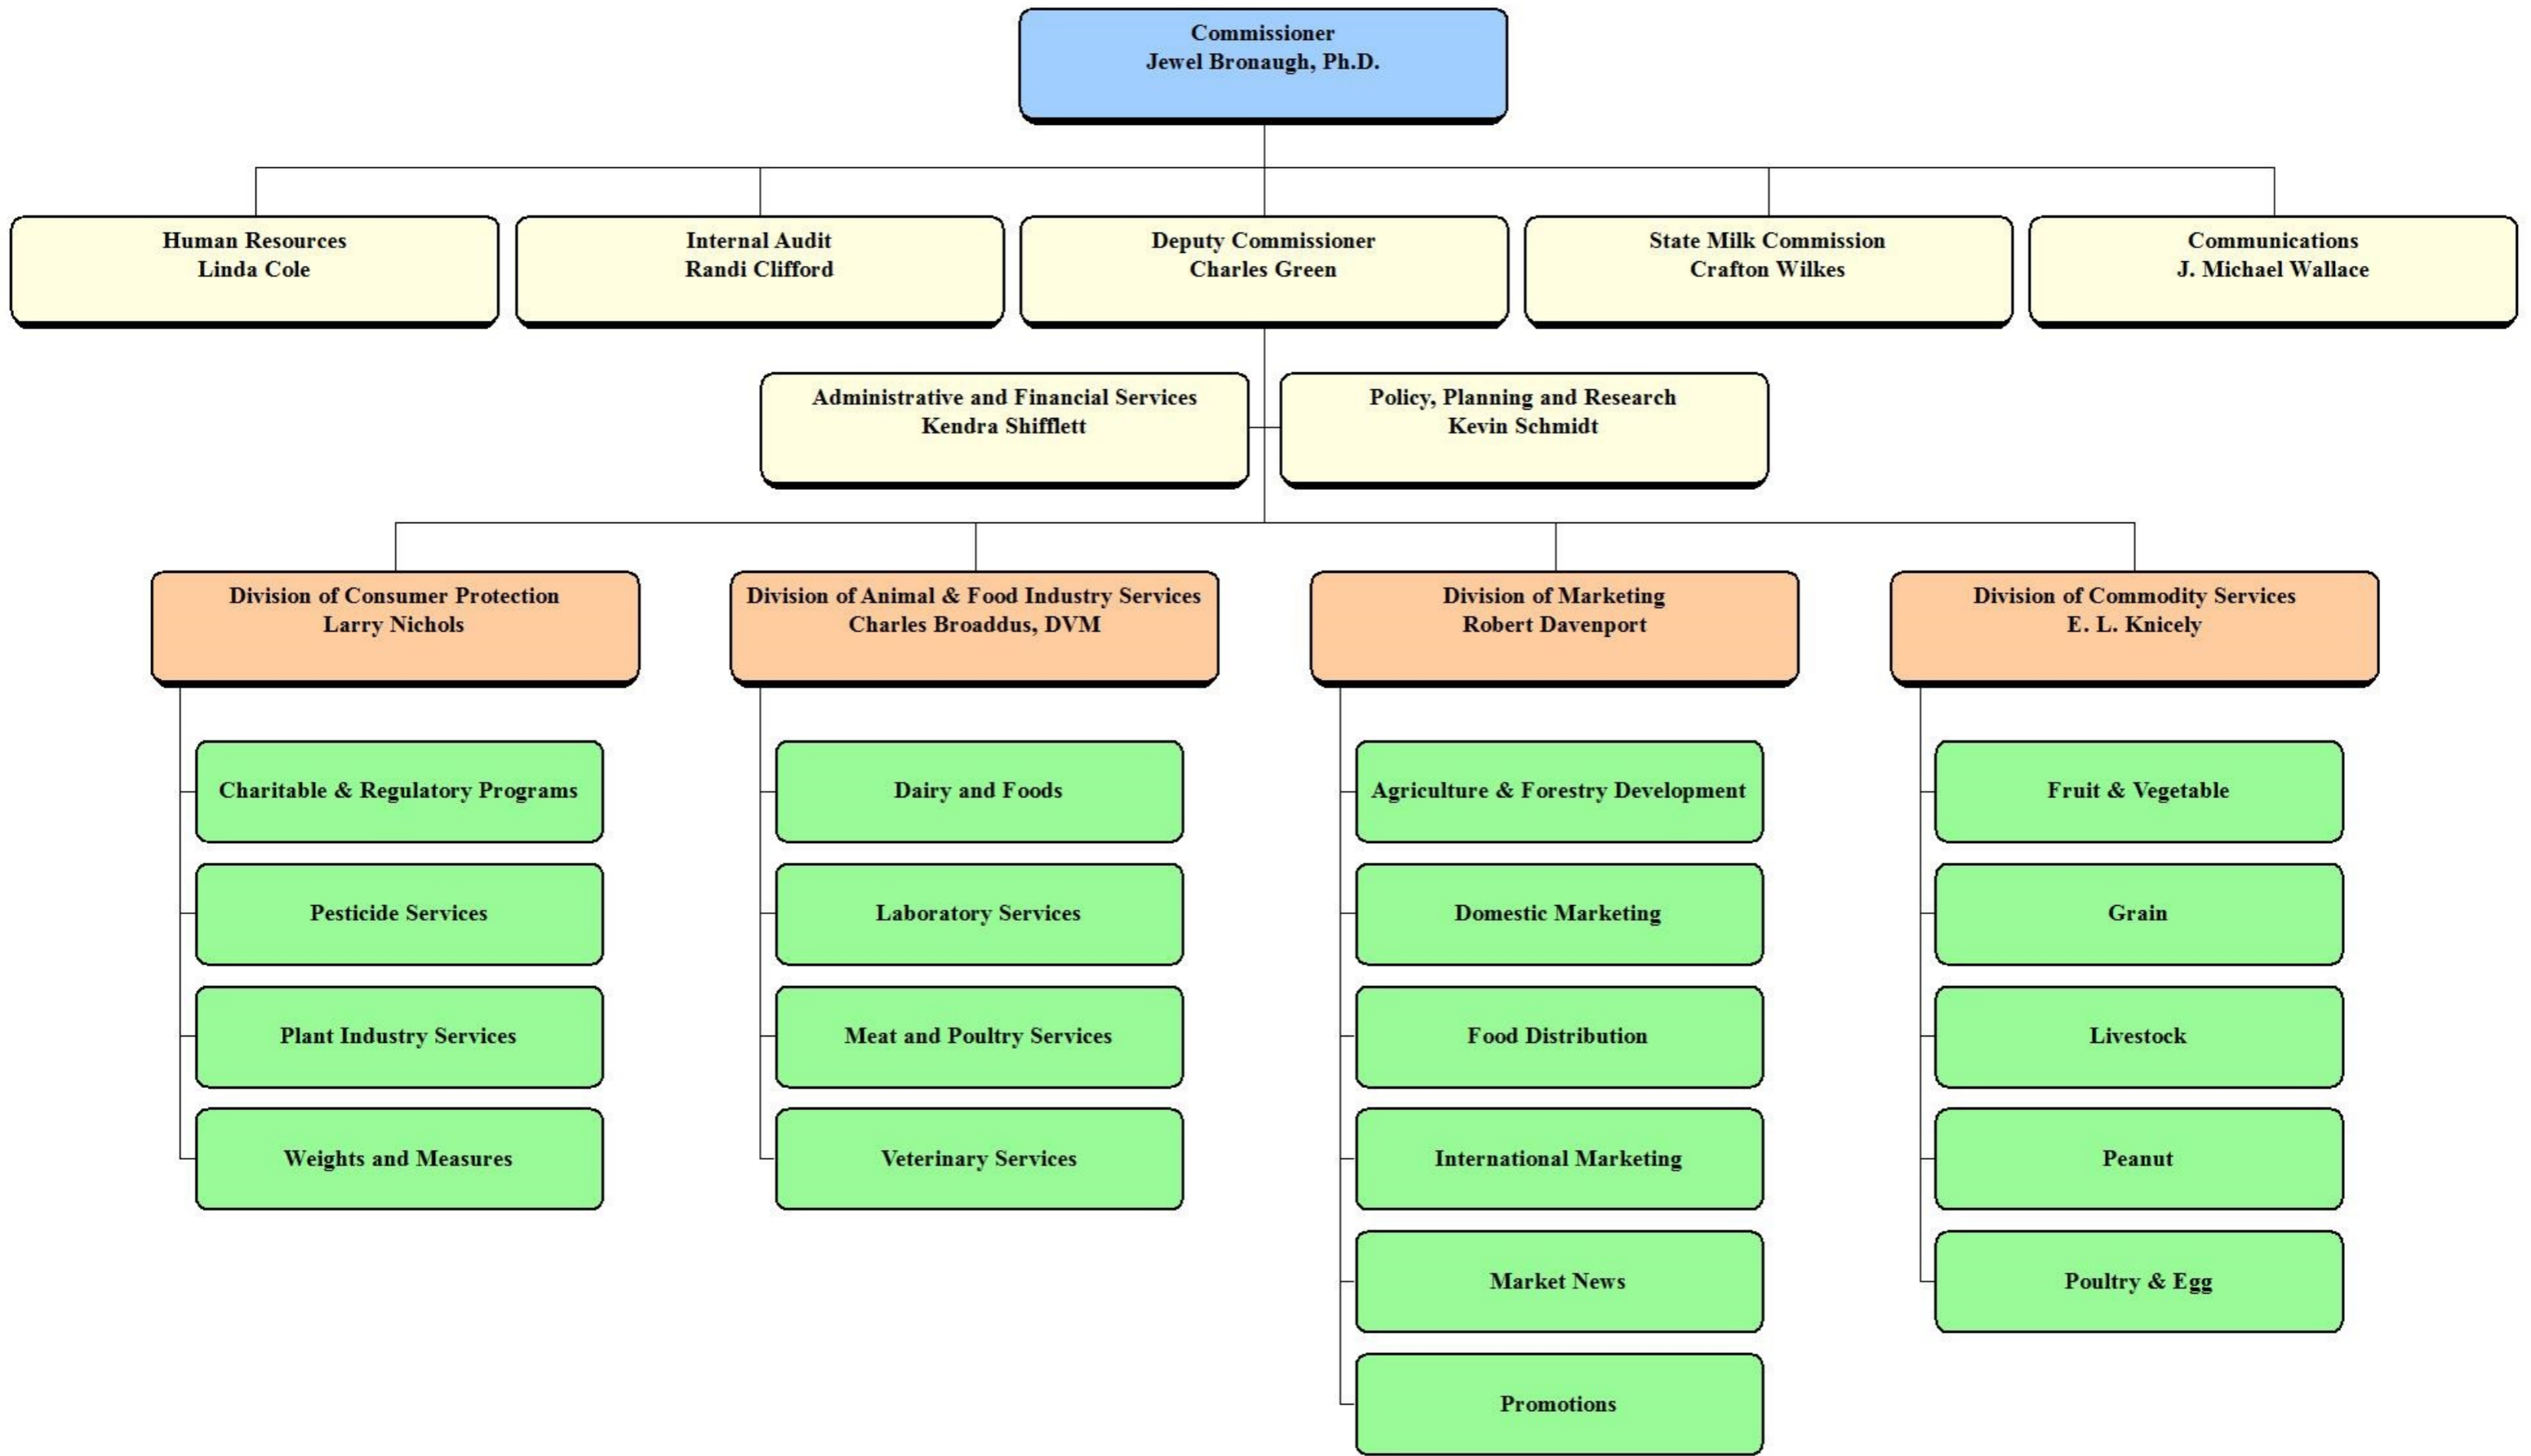 Commissioner
Jewel Bronaugh, Ph.D.
Human Resources
Linda Cole
Internal Audit
Randi Clifford
Deputy Commissioner
Charles Green
State Milk Commission
Crafton Wilkes
Communications
J. Michael Wallace
Administrative and Financial Services
Kendra Shifflett
Policy, Planning and Research
Kevin Schmidt
Division of Consumer Protection
Larry Nichols
Division of Animal & Food Industry Services
Charles Broaddus, DVM
Division of Marketing
Robert Davenport
Division of Commodity Services
E. L. Knicely
Charitable & Regulatory Programs
Pesticide Services
Plant Industry Services
Weights and Measures
Dairy and Foods
Laboratory Services
Meat and Poultry Services
Veterinary Services
Agriculture & Forestry Development
Domestic Marketing
Food Distribution
International Marketing
Market News
Promotions
Fruit & Vegetable
Grain
Livestock
Peanut
Poultry & Egg